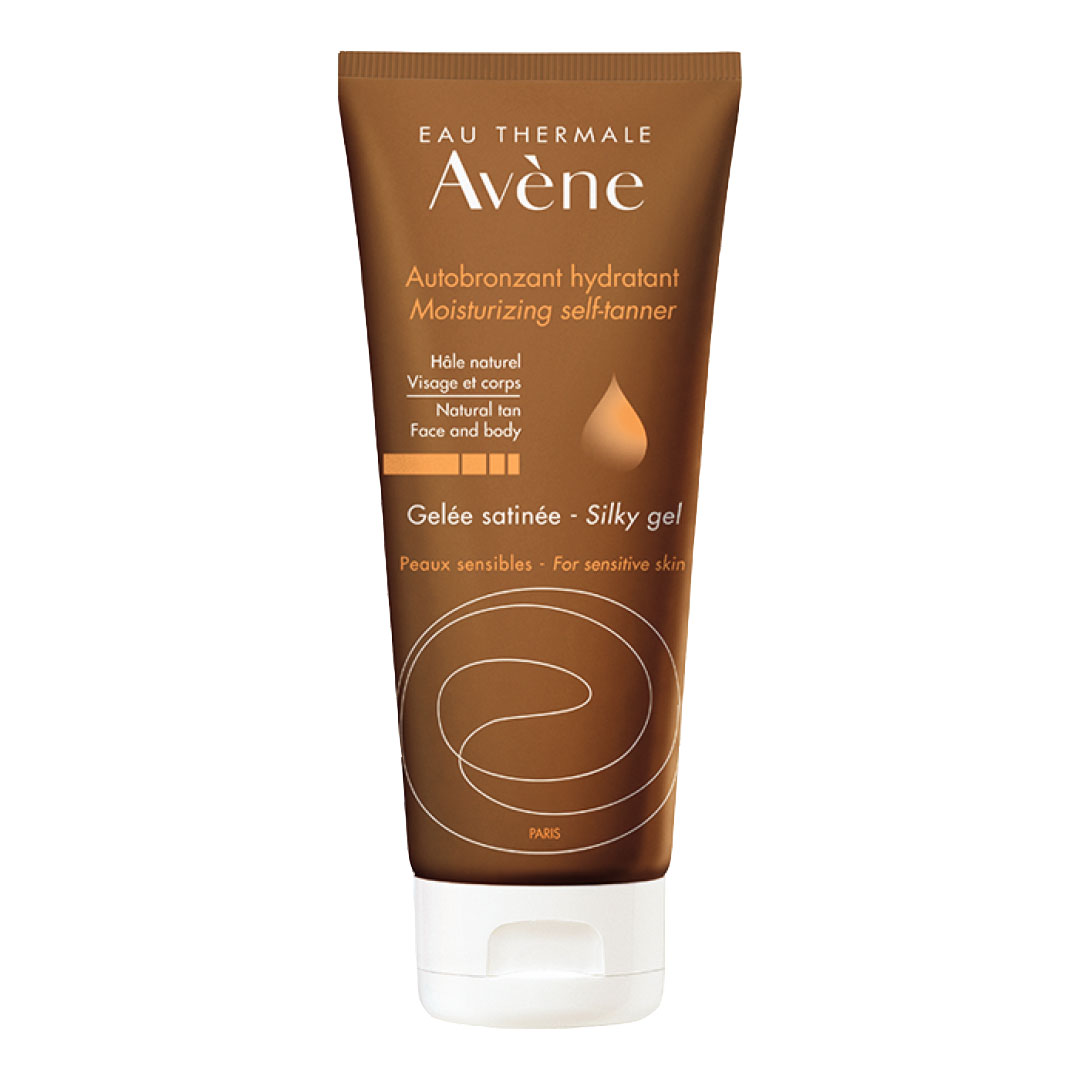 EAU THERMALE
Avène
Autobronzant hydratant
Moisturizing self-tanner
Hâle naturel
Visage et corps
Natural tan
Face and body
Gelée satinée - Silky gel
Peaux sensibles - For sensitive skin
PARIS